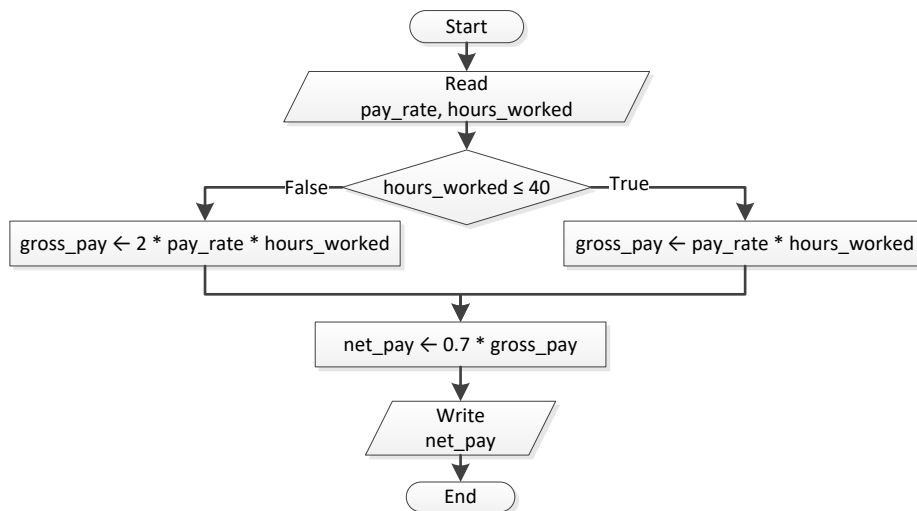 Start
Read
pay_rate, hours_worked
hours_worked ≤ 40
False
True
gross_pay ← 2 * pay_rate * hours_worked
gross_pay ← pay_rate * hours_worked
net_pay ← 0.7 * gross_pay
Write
net_pay
End